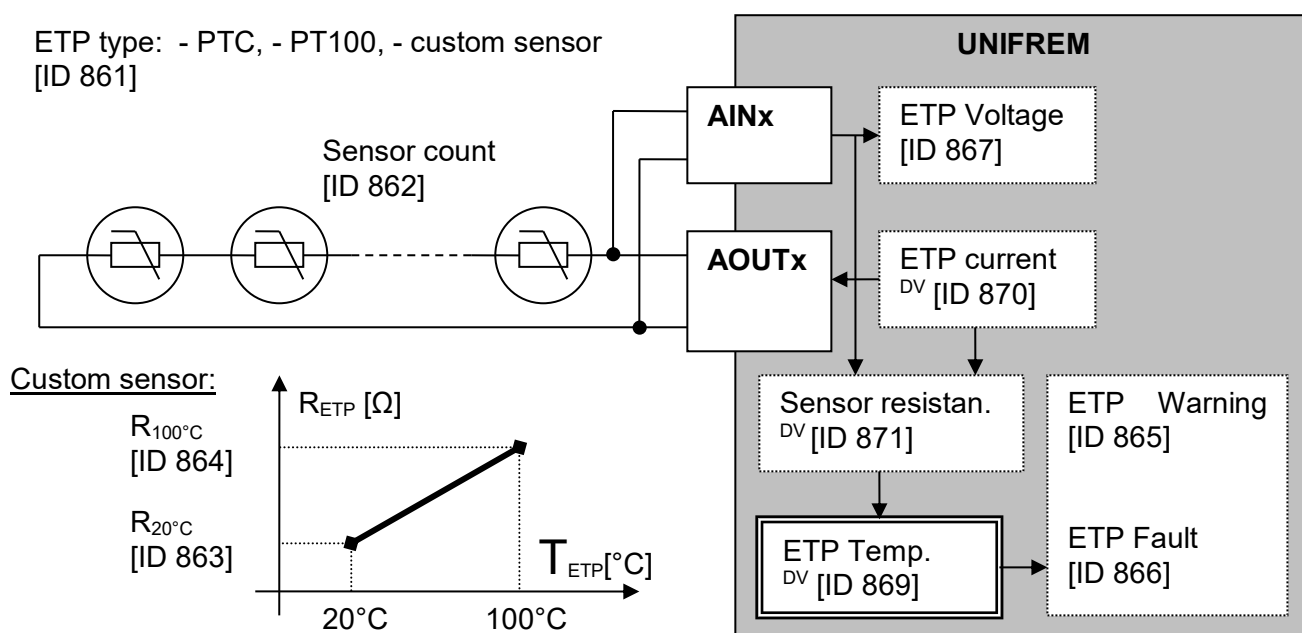 ETP type: - PTC, - PT100, - custom sensor
[ID 861]
UNIFREM
AINx
ETP Voltage
[ID 867]
Sensor count
[ID 862]
AOUTx
ETP current
DV [ID 870]
Custom sensor:
RETP [Ω]
R100°C
[ID 864]
R20°C
[ID 863]
TETP[°C]
20°C
100°C
Sensor resistan.
DV [ID 871]
ETP Warning
[ID 865]
ETP Temp.
DV [ID 869]
ETP Fault
[ID 866]